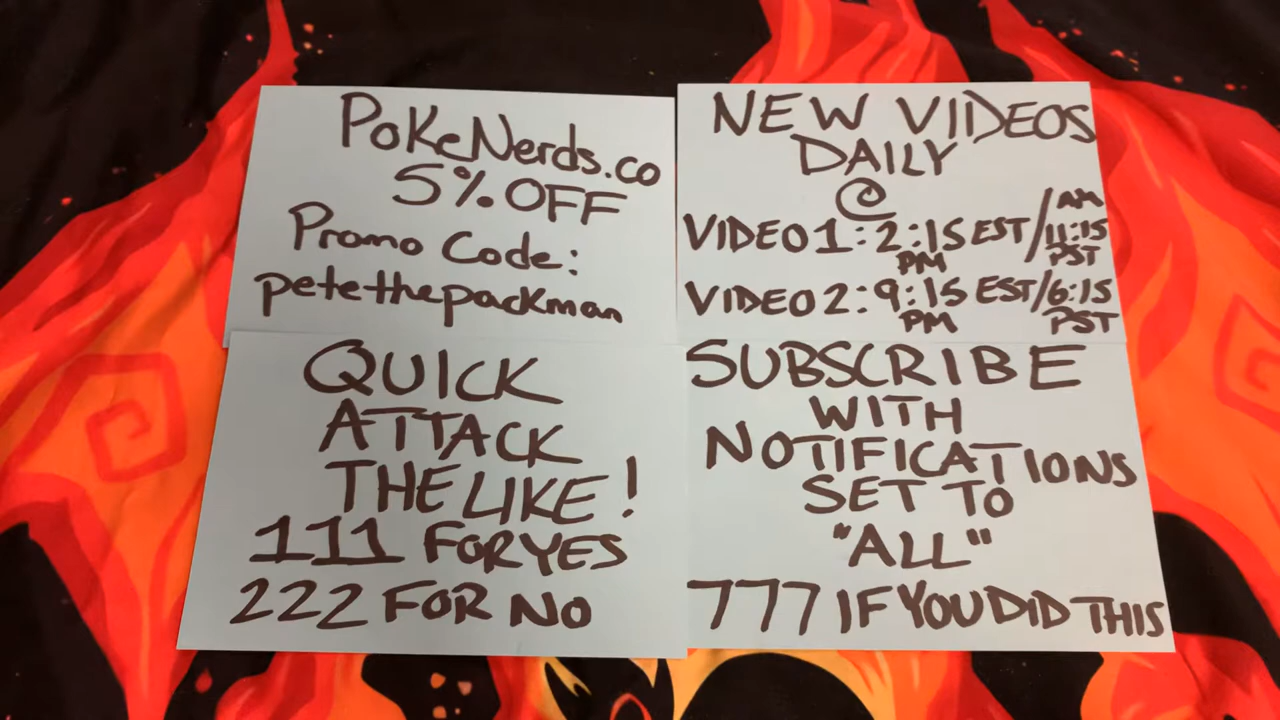 PoKeNerds.co
5% OFF
Promo Code:
petethepackman
NEW VIDEOS
DAILY
@
VIDEO 1: 2:15 PM EST / 11:15 AM PST
VIDEO 2: 9:15 PM EST / 6:15 PST
QUICK
ATTACK
THE LIKE!
111 FOR YES
222 FOR NO
SUBSCRIBE
WITH
NOTIFICATIONS
SET TO
"ALL"
777 IF YOU DID THIS